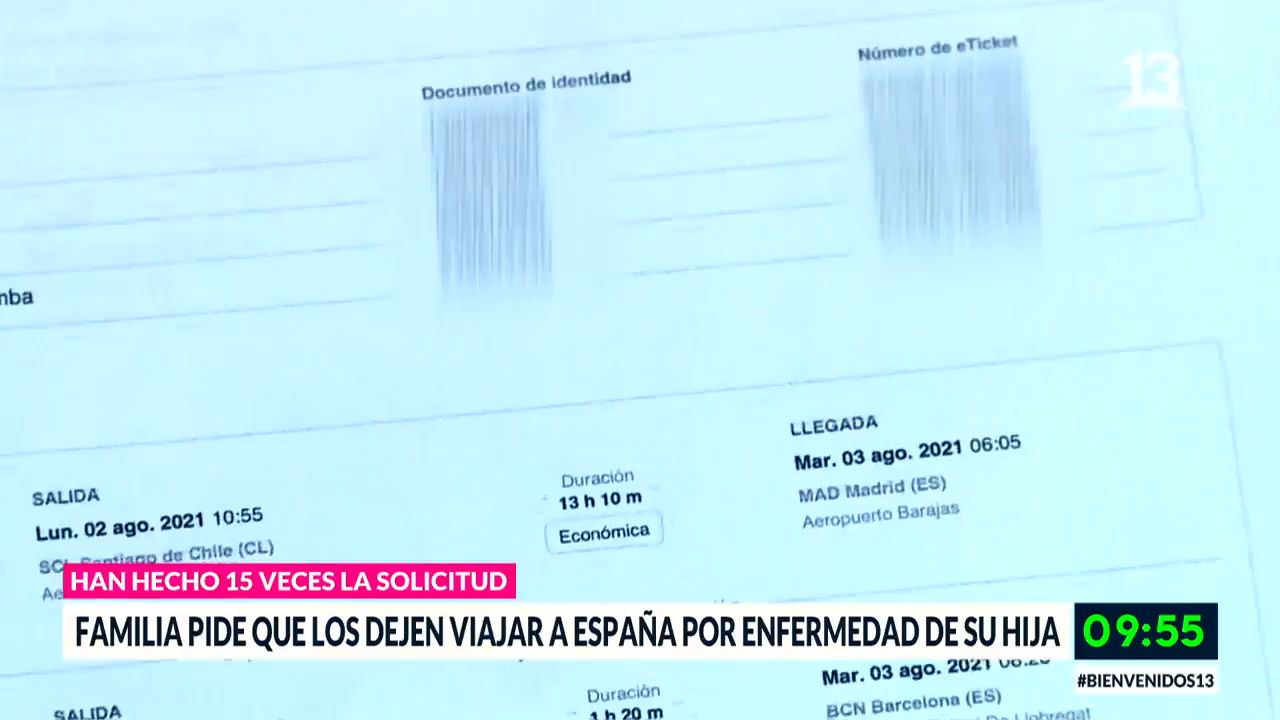 Documento de identidad
Número de eTicket
13
mba
SALIDA
Lun. 02 ago. 2021 10:55
Santiago de Chile (CL)
Duración
13 h 10 m
Económica
LLEGADA
Mar. 03 ago. 2021 06:05
MAD Madrid (ES)
Aeropuerto Barajas
HAN HECHO 15 VECES LA SOLICITUD
FAMILIA PIDE QUE LOS DEJEN VIAJAR A ESPAÑA POR ENFERMEDAD DE SU HIJA
09:55
#BIENVENIDOS13
SALIDA
Duración
1 h 20 m
Mar. 03 ago. 2021
BCN Barcelona (ES)